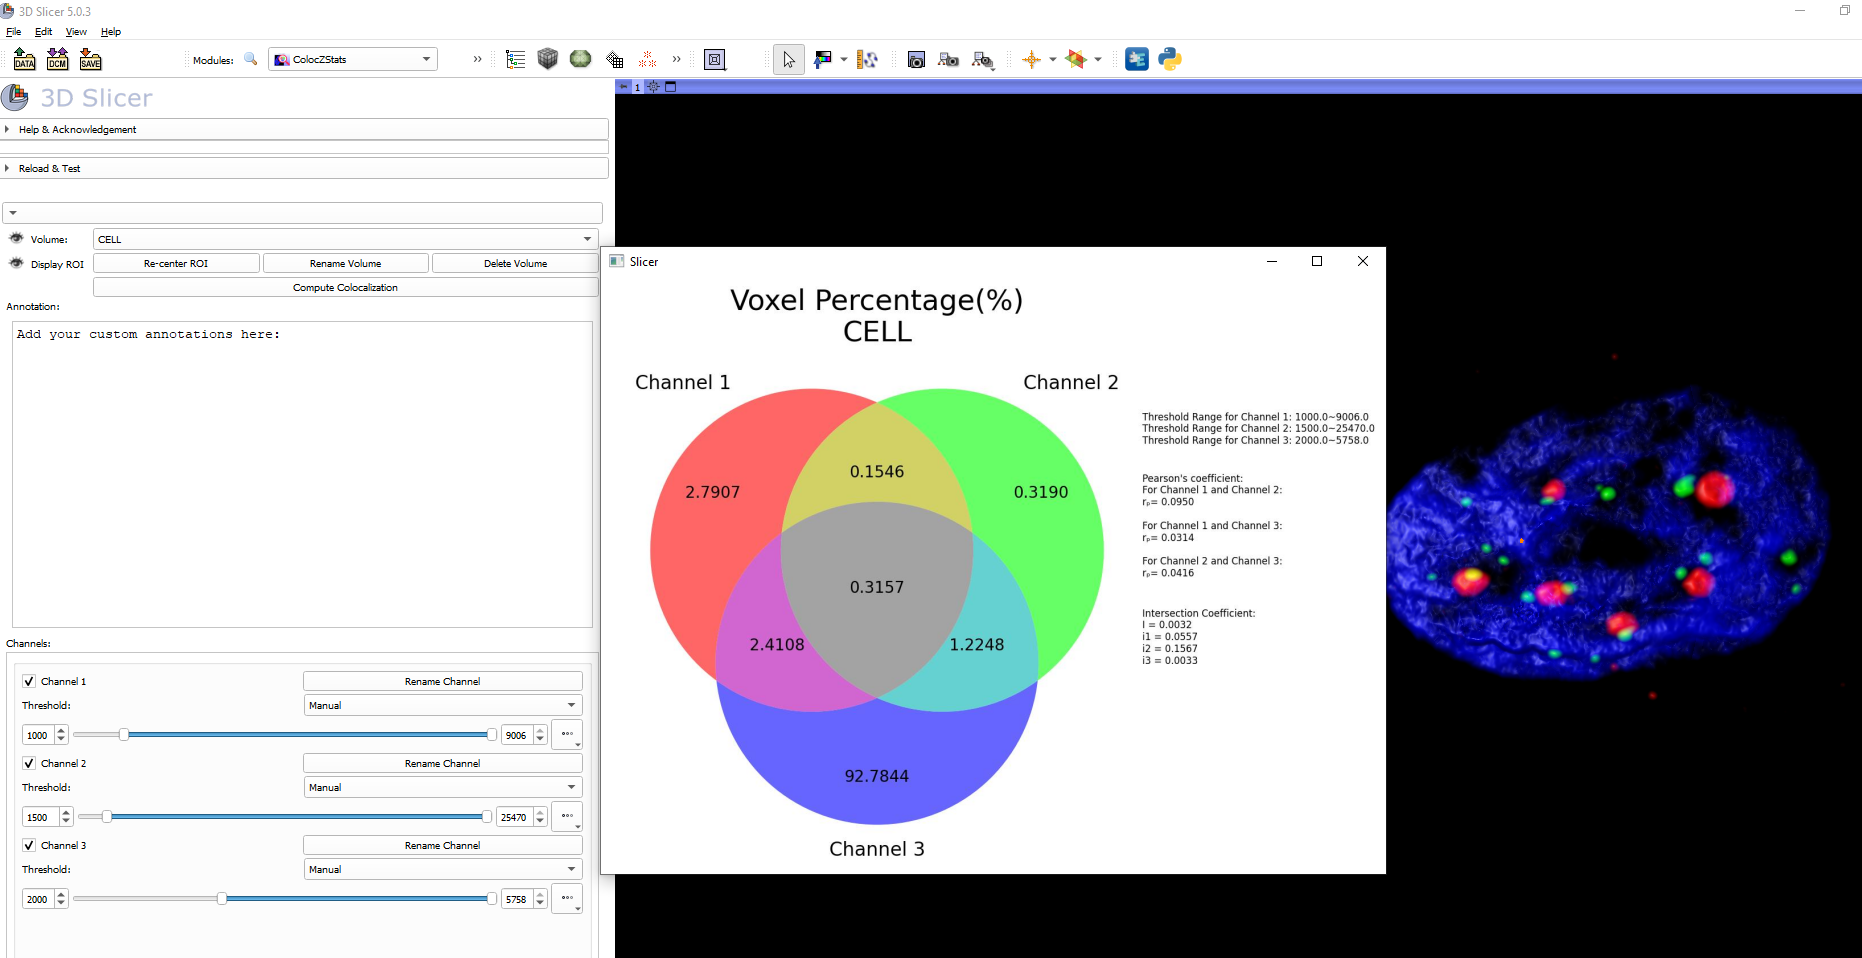 3D Slicer 5.0.3
File Edit View Help
DATA DCM SAVE Modules: ColocZStats
1
3D Slicer
Help & Acknowledgement
Reload & Test
Volume: CELL
Display ROI Re-center ROI Rename Volume Delete Volume
Compute Colocalization
Annotation:
Add your custom annotations here:
Channels:
Channel 1 Rename Channel
Threshold: Manual
1000 9006
Channel 2 Rename Channel
Threshold: Manual
1500 25470
Channel 3 Rename Channel
Threshold: Manual
2000 5758
Slicer
Voxel Percentage(%)
CELL
Channel 1
Channel 2
0.1546
2.7907
0.3190
0.3157
2.4108
1.2248
92.7844
Channel 3
Threshold Range for Channel 1: 1000.0~9006.0
Threshold Range for Channel 2: 1500.0~25470.0
Threshold Range for Channel 3: 2000.0~5758.0
Pearson's coefficient:
For Channel 1 and Channel 2:
rₚ= 0.0950
For Channel 1 and Channel 3:
rₚ= 0.0314
For Channel 2 and Channel 3:
rₚ= 0.0416
Intersection Coefficient:
I = 0.0032
i1 = 0.0557
i2 = 0.1567
i3 = 0.0033